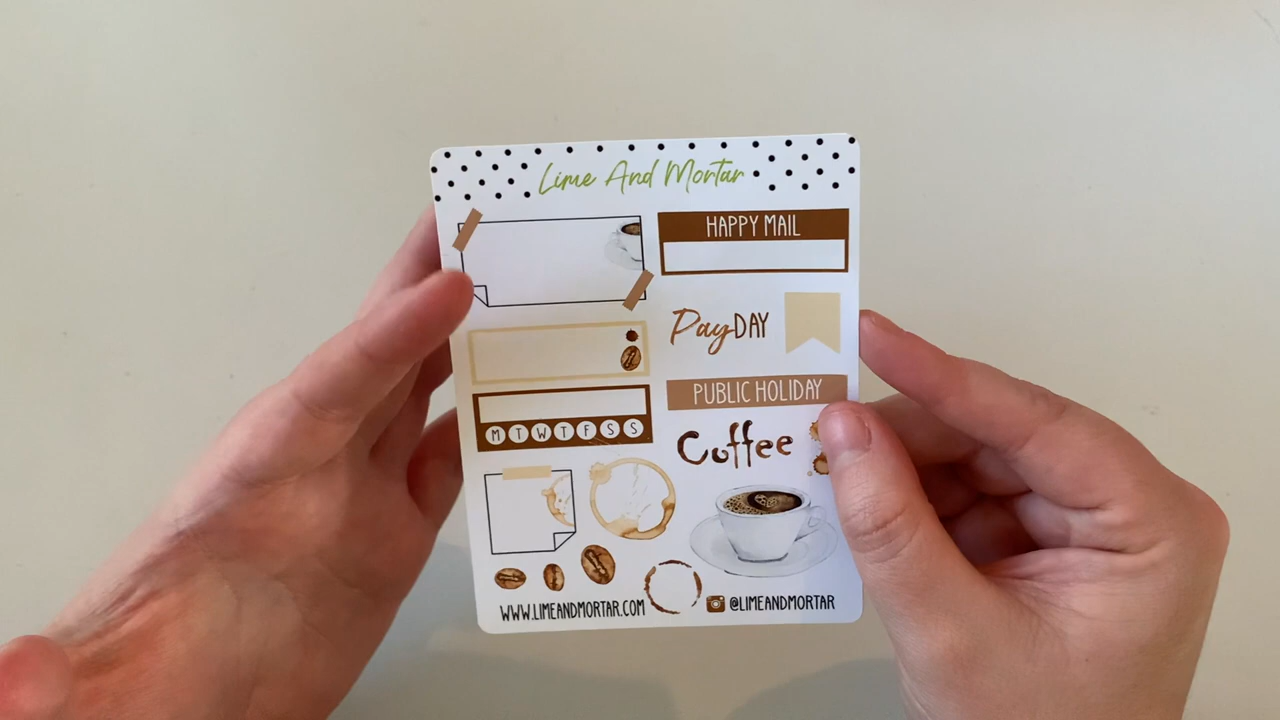 Lime And Mortar
HAPPY MAIL
PayDAY
PUBLIC HOLIDAY
M T W T F S S
Coffee
WWW.LIMEANDMORTAR.COM
@LIMEANDMORTAR